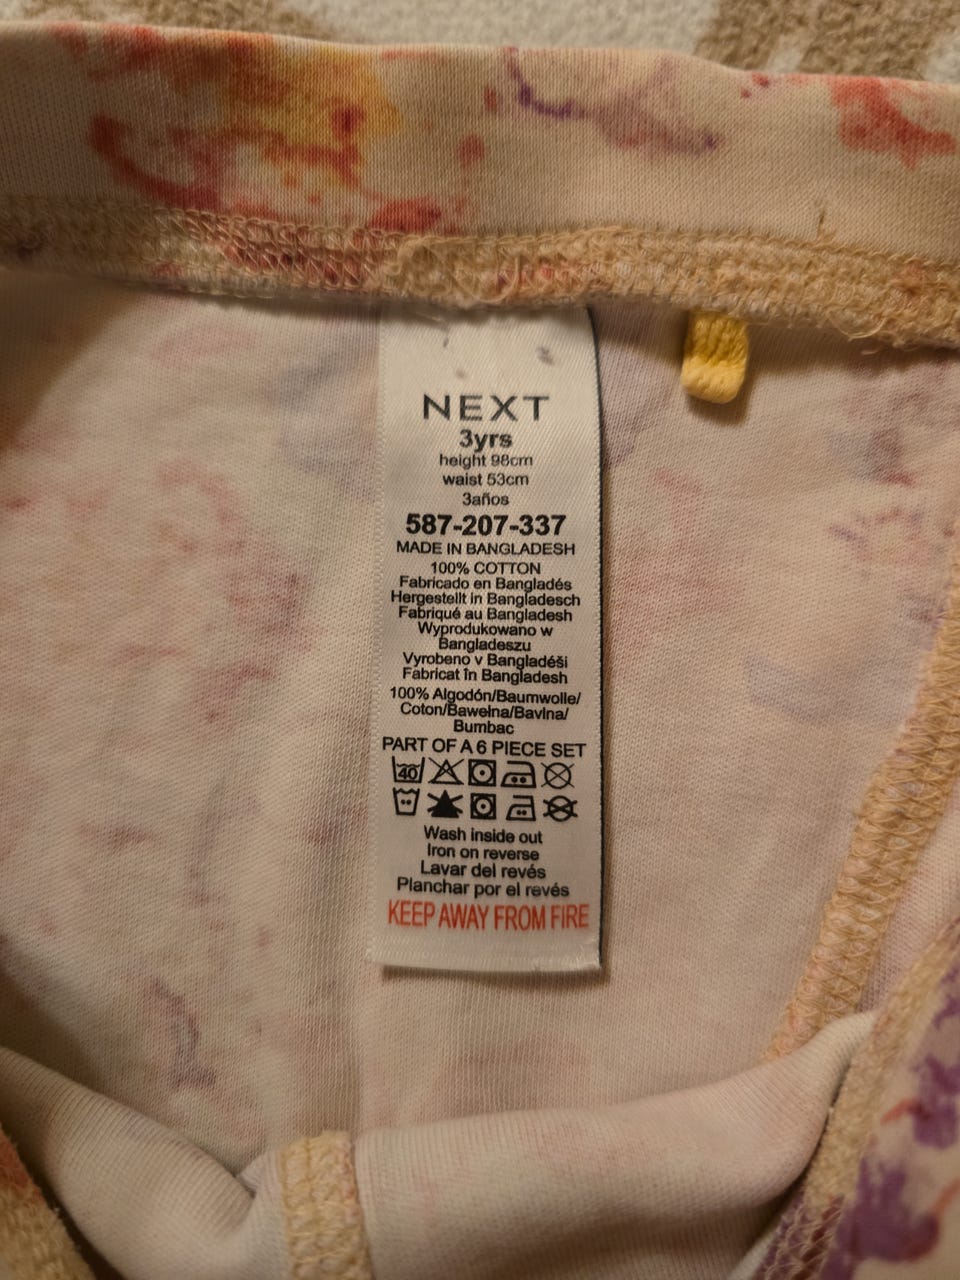 NEXT
3yrs
height 98cm
waist 53cm
3años
587-207-337
MADE IN BANGLADESH
100% COTTON
Fabricado en Bangladés
Hergestellt in Bangladesch
Fabriqué au Bangladesh
Wyprodukowano w
Bangladeszu
Vyrobeno v Bangladéši
Fabricat în Bangladesh
100% Algodón/Baumwolle/
Coton/Bawełna/Bavlna/
Bumbac
PART OF A 6 PIECE SET
40
Wash inside out
Iron on reverse
Lavar del revés
Planchar por el revés
KEEP AWAY FROM FIRE